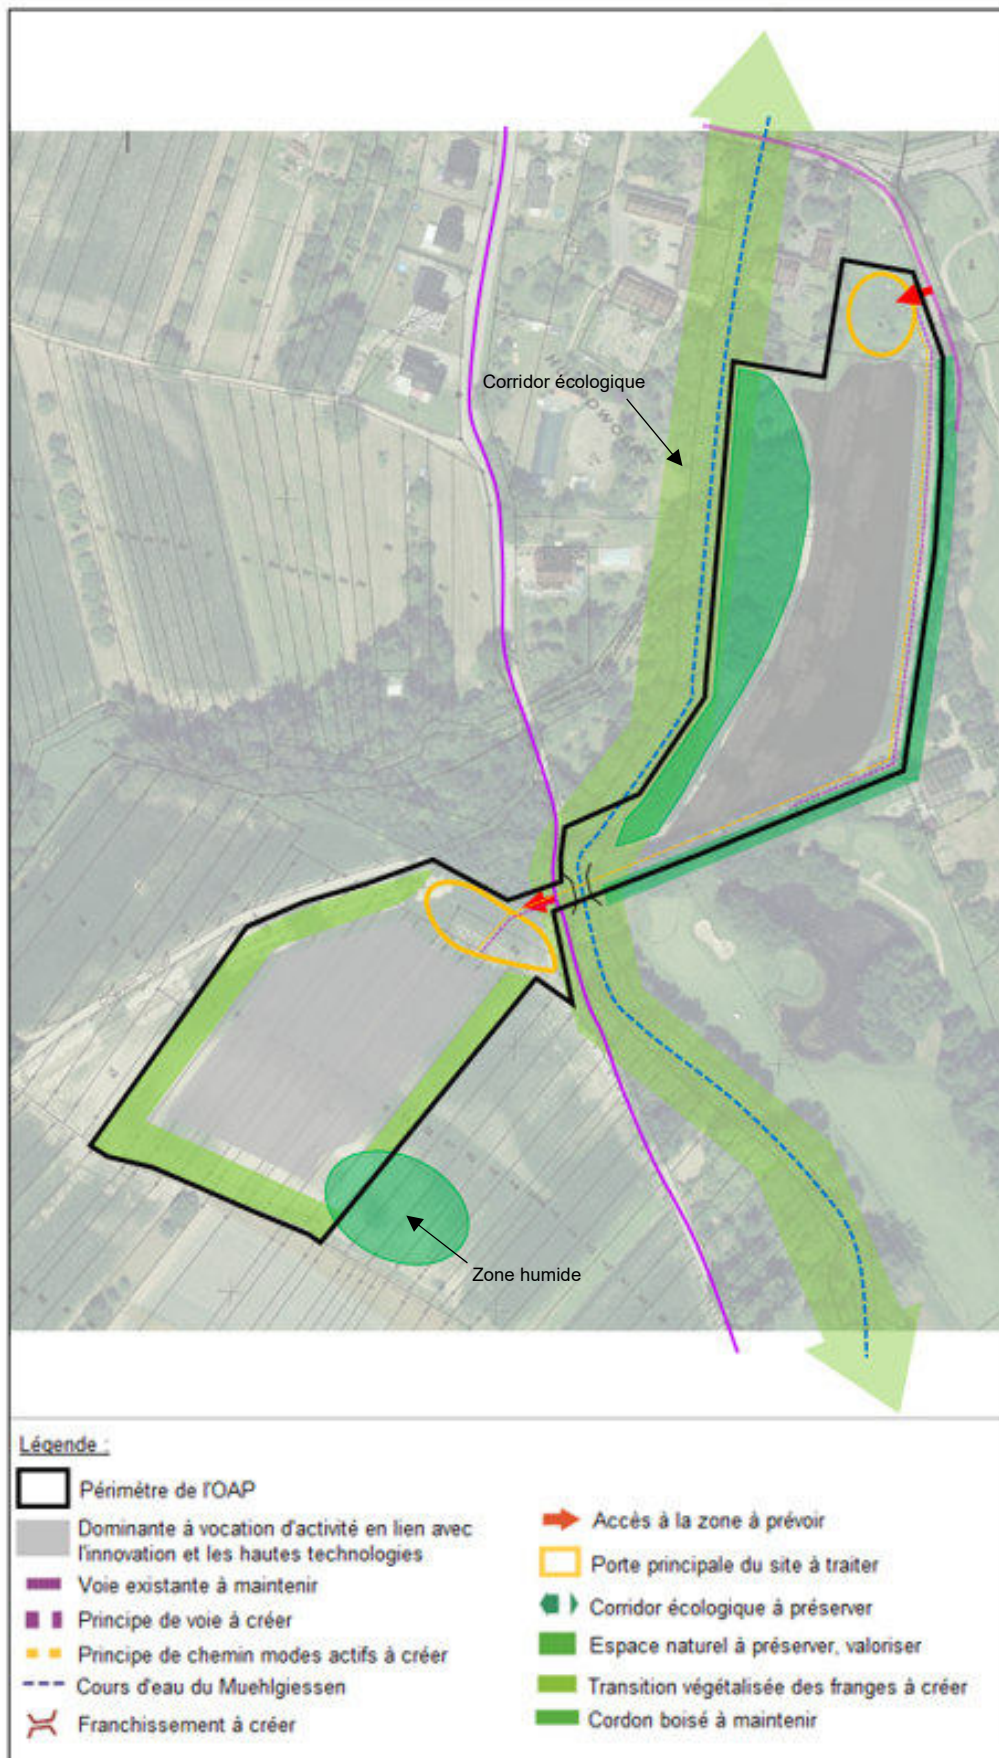 Corridor écologique
Zone humide
Légende :
Périmètre de l'OAP
Dominante à vocation d'activité en lien avec
l'innovation et les hautes technologies
Voie existante à maintenir
Principe de voie à créer
Principe de chemin modes actifs à créer
Cours d'eau du Muehlgiessen
Franchissement à créer
Accès à la zone à prévoir
Porte principale du site à traiter
Corridor écologique à préserver
Espace naturel à préserver, valoriser
Transition végétalisée des franges à créer
Cordon boisé à maintenir